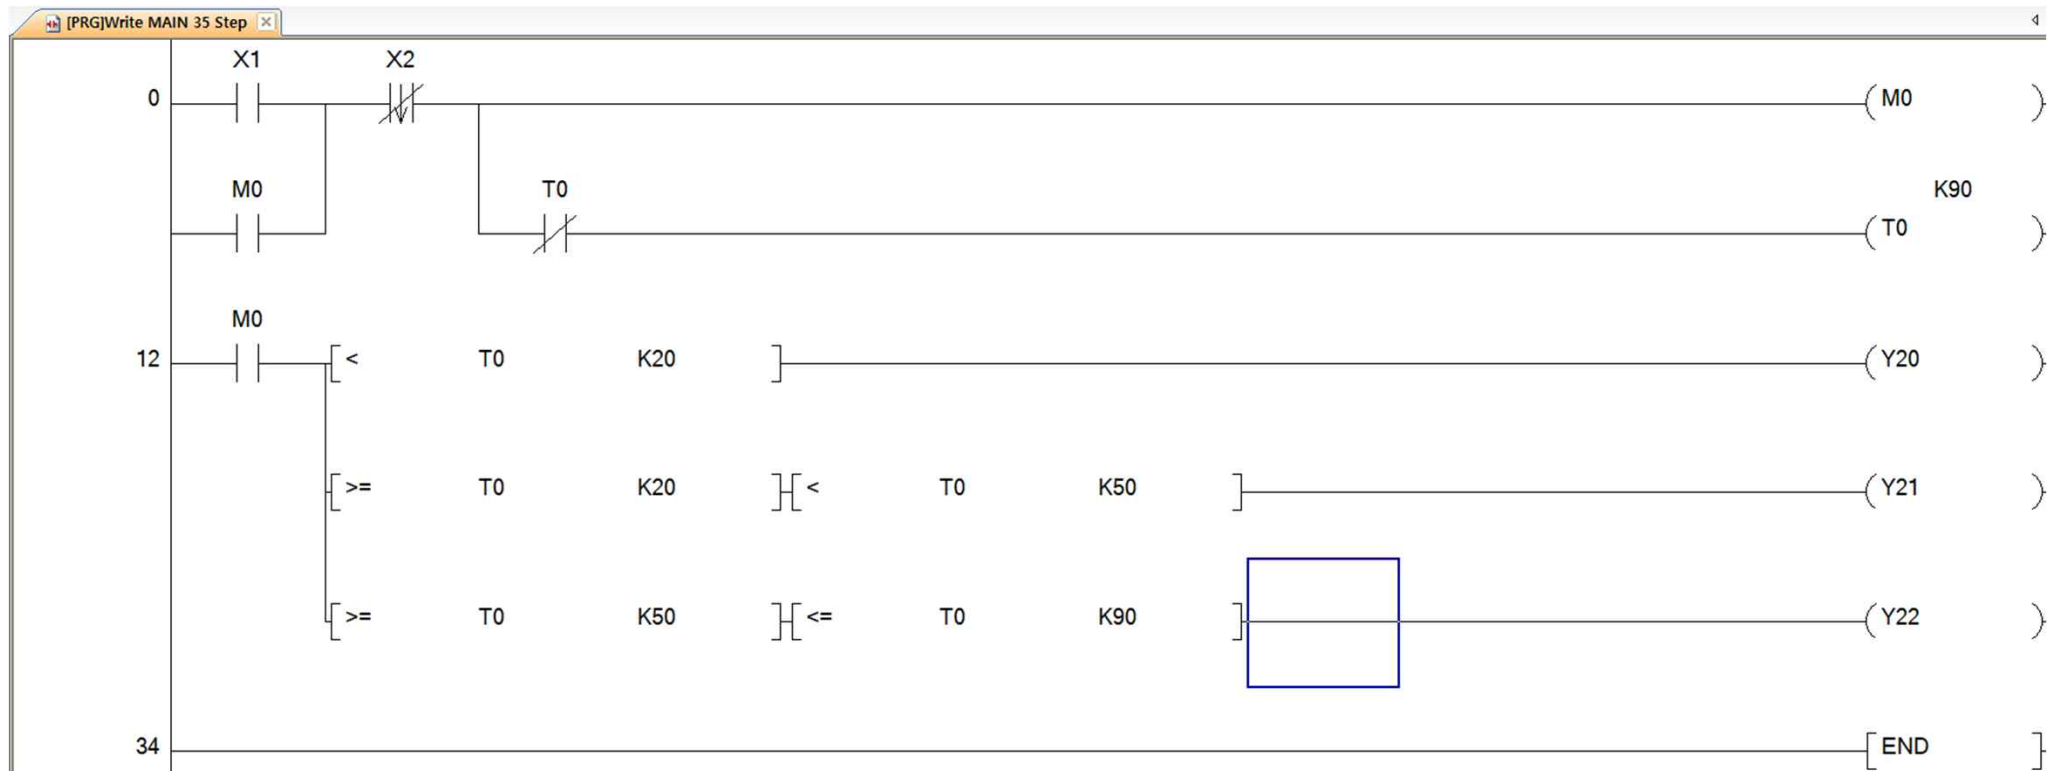 [PRG]Write MAIN 35 Step
X1 X2
0 M0
M0 T0 K90
T0
M0
12 < T0 K20 Y20
>= T0 K20 < T0 K50 Y21
>= T0 K50 <= T0 K90 Y22
34 END